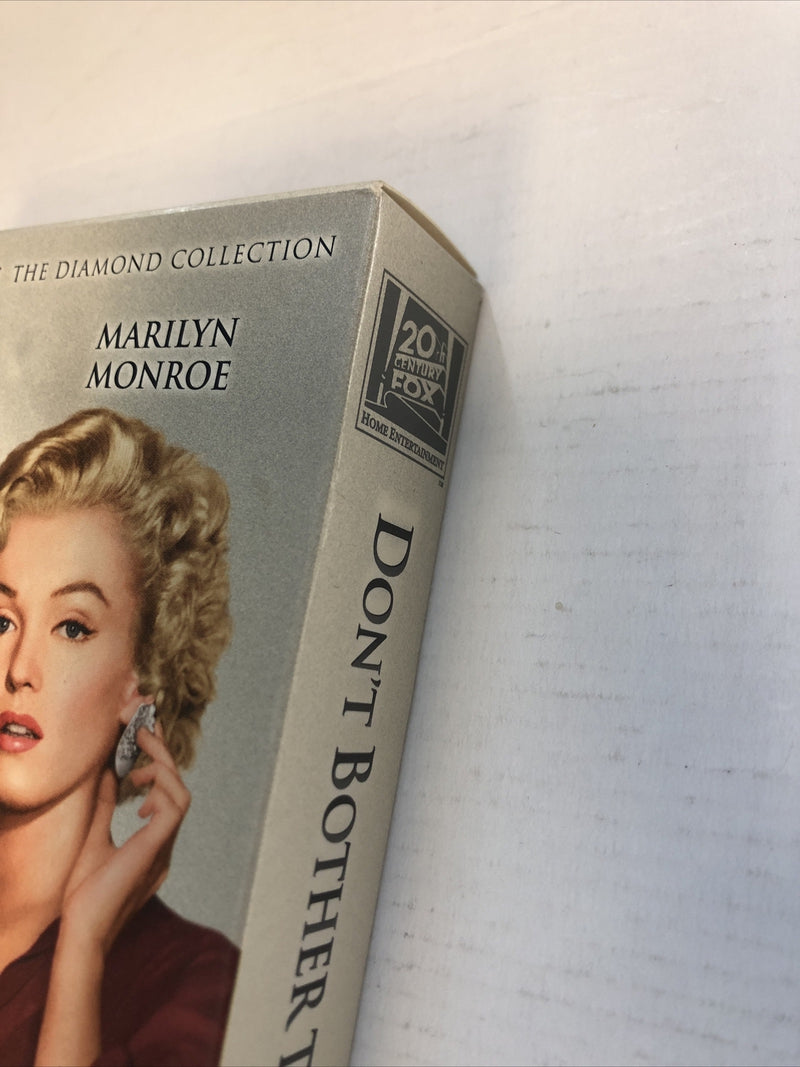 THE DIAMOND COLLECTION
MARILYN
MONROE
20th
CENTURY
FOX
HOME ENTERTAINMENT
DON'T BOTHER T